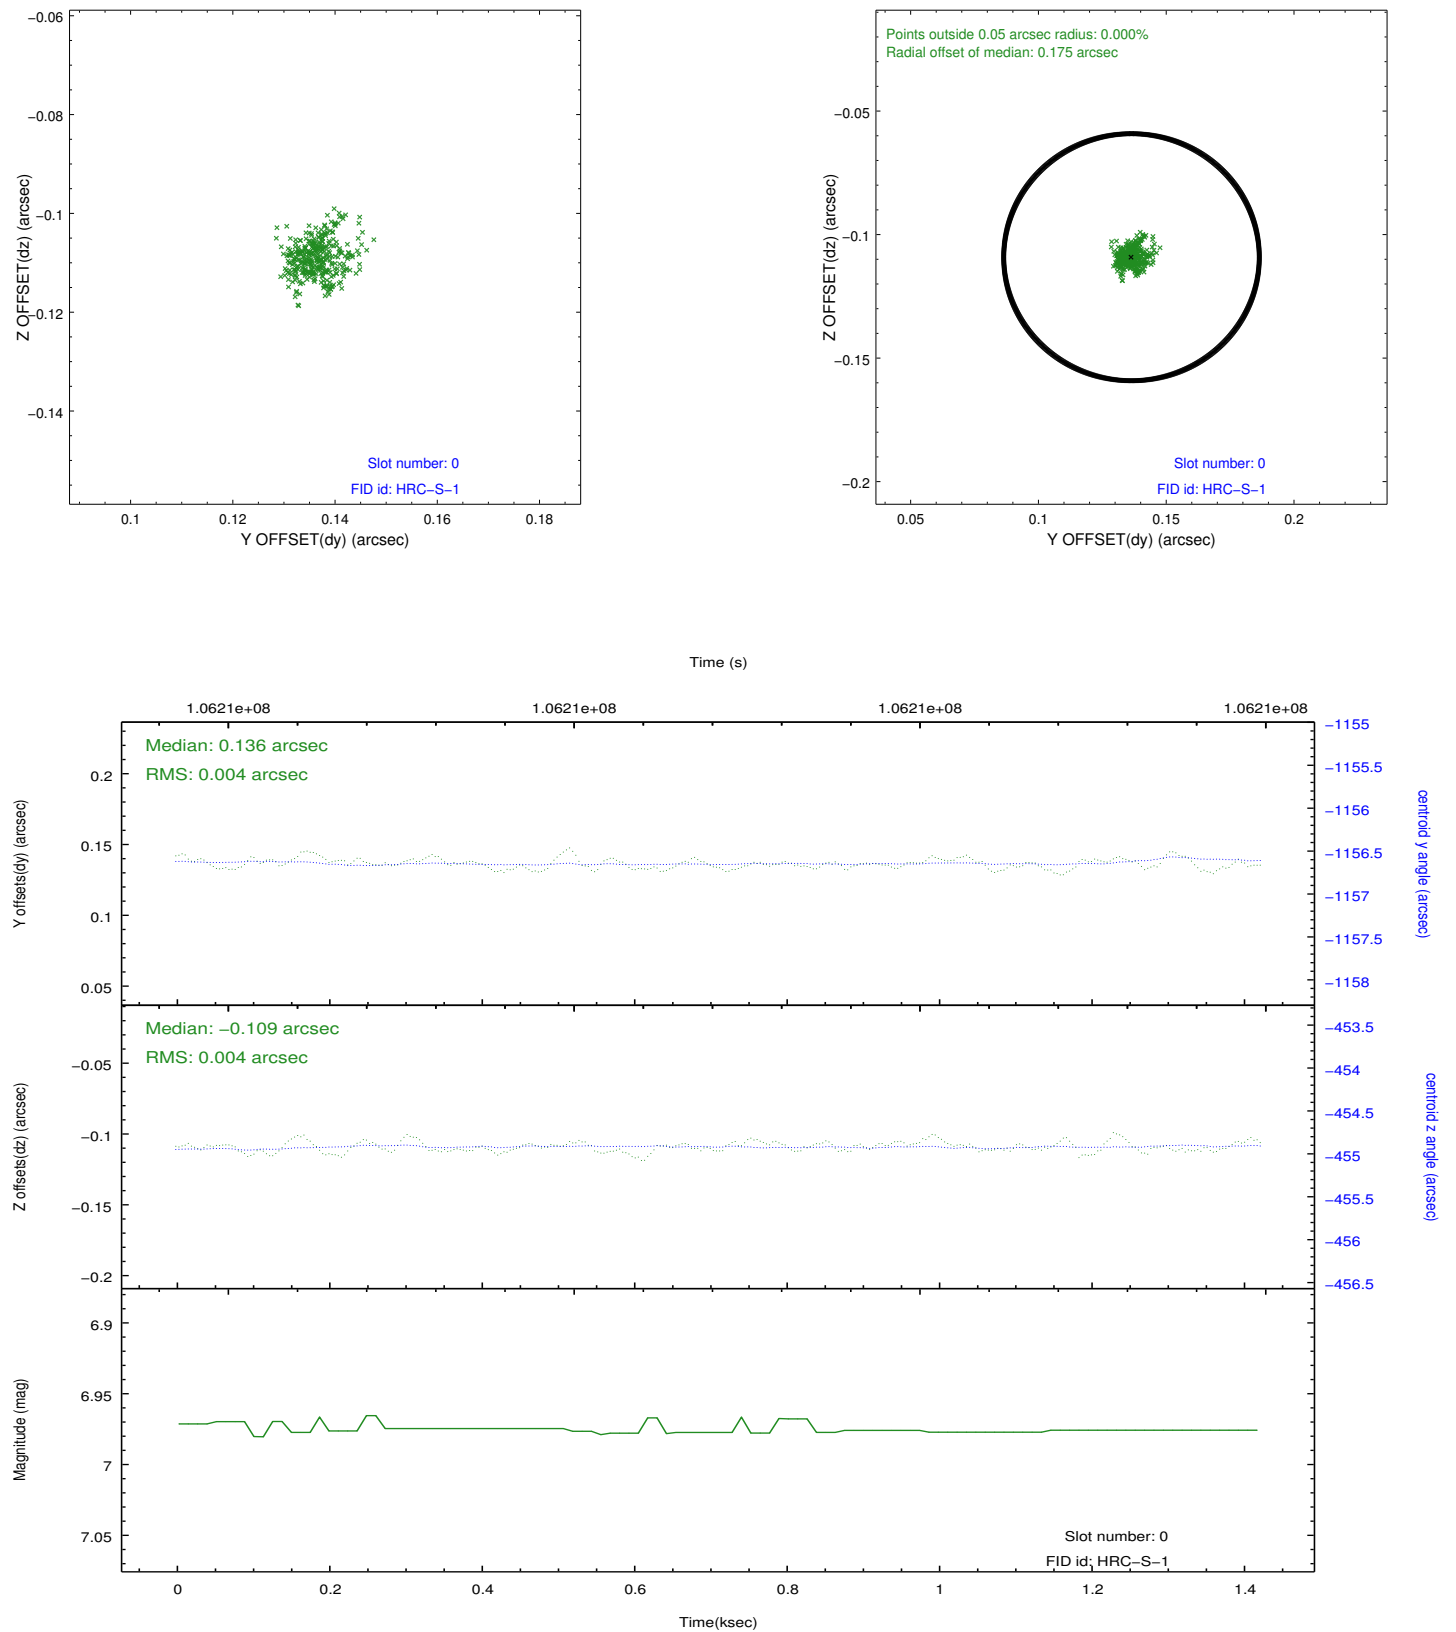 −0.06
−0.08
−0.1
−0.12
−0.14
Z OFFSET(dz) (arcsec)
Slot number: 0
FID id: HRC−S−1
0.1 0.12 0.14 0.16 0.18
Y OFFSET(dy) (arcsec)
Points outside 0.05 arcsec radius: 0.000%
Radial offset of median: 0.175 arcsec
−0.05
−0.1
−0.15
−0.2
Z OFFSET(dz) (arcsec)
Slot number: 0
FID id: HRC−S−1
0.05 0.1 0.15 0.2
Y OFFSET(dy) (arcsec)
Time (s)
1.0621e+08 1.0621e+08 1.0621e+08 1.0621e+08
Median: 0.136 arcsec
RMS: 0.004 arcsec
0.2
0.15
0.1
0.05
Y offsets(dy) (arcsec)
−1155
−1155.5
−1156
−1156.5
−1157
−1157.5
−1158
centroid y angle (arcsec)
Median: −0.109 arcsec
RMS: 0.004 arcsec
−0.05
−0.1
−0.15
−0.2
Z offsets(dz) (arcsec)
−453.5
−454
−454.5
−455
−455.5
−456
−456.5
centroid z angle (arcsec)
6.9
6.95
7
7.05
Magnitude (mag)
Slot number: 0
FID id: HRC−S−1
0 0.2 0.4 0.6 0.8 1 1.2 1.4
Time(ksec)